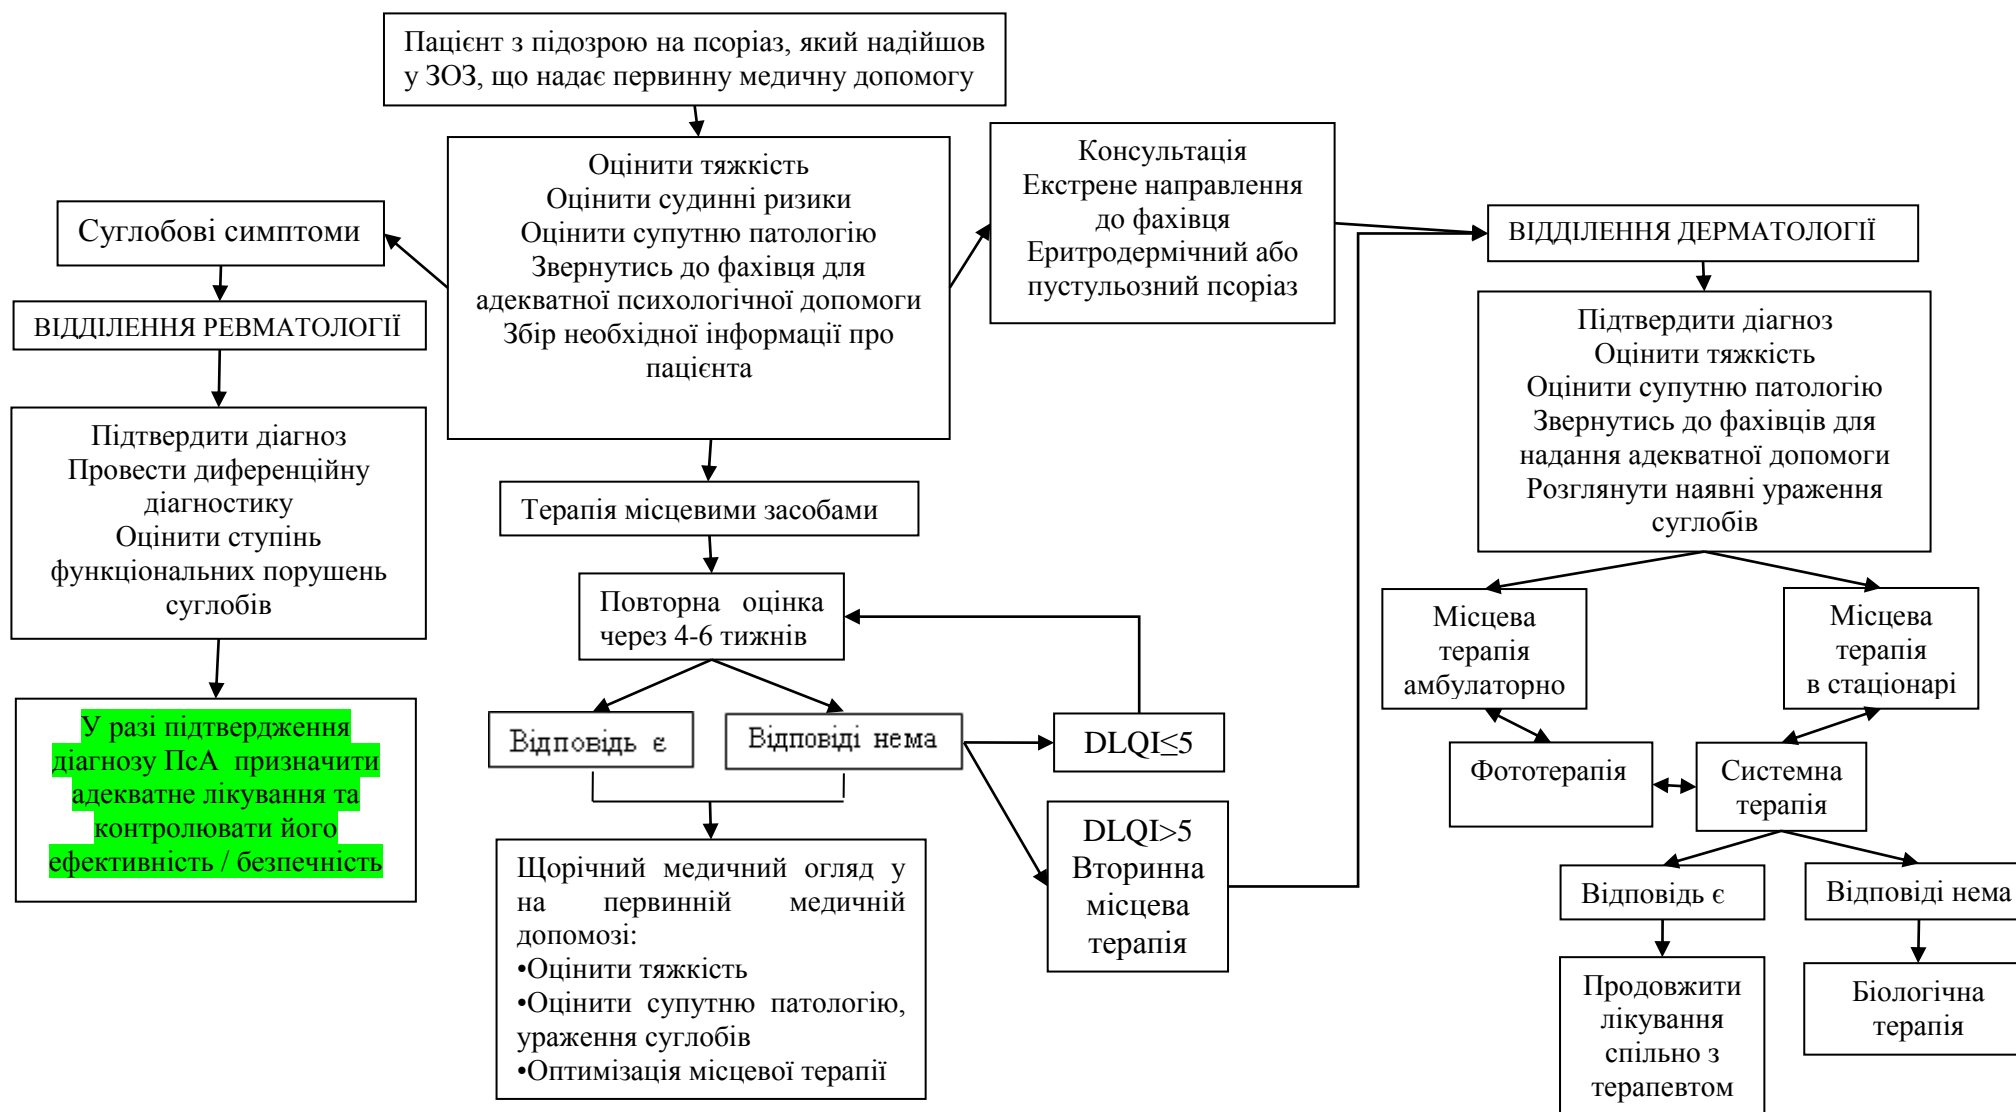 Пацієнт з підозрою на псоріаз, який надійшов
у ЗОЗ, що надає первинну медичну допомогу
Оцінити тяжкість
Оцінити судинні ризики
Оцінити супутню патологію
Звернутись до фахівця для
адекватної психологічної допомоги
Збір необхідної інформації про
пацієнта
Консультація
Екстрене направлення
до фахівця
Еритродермічний або
пустульозний псоріаз
Суглобові симптоми
ВІДДІЛЕННЯ РЕВМАТОЛОГІЇ
Підтвердити діагноз
Провести диференційну
діагностику
Оцінити ступінь
функціональних порушень
суглобів
У разі підтвердження
діагнозу ПсА призначити
адекватне лікування та
контролювати його
ефективність / безпечність
Терапія місцевими засобами
Повторна оцінка
через 4-6 тижнів
Відповідь є
Відповіді нема
DLQI≤5
DLQI>5
Вторинна
місцева
терапія
Щорічний медичний огляд у
на первинній медичній
допомозі:
•Оцінити тяжкість
•Оцінити супутню патологію,
ураження суглобів
•Оптимізація місцевої терапії
ВІДДІЛЕННЯ ДЕРМАТОЛОГІЇ
Підтвердити діагноз
Оцінити тяжкість
Оцінити супутню патологію
Звернутись до фахівців для
надання адекватної допомоги
Розглянути наявні ураження
суглобів
Місцева
терапія
амбулаторно
Місцева
терапія
в стаціонарі
Фототерапія
Системна
терапія
Відповідь є
Відповіді нема
Продовжити
лікування
спільно з
терапевтом
Біологічна
терапія